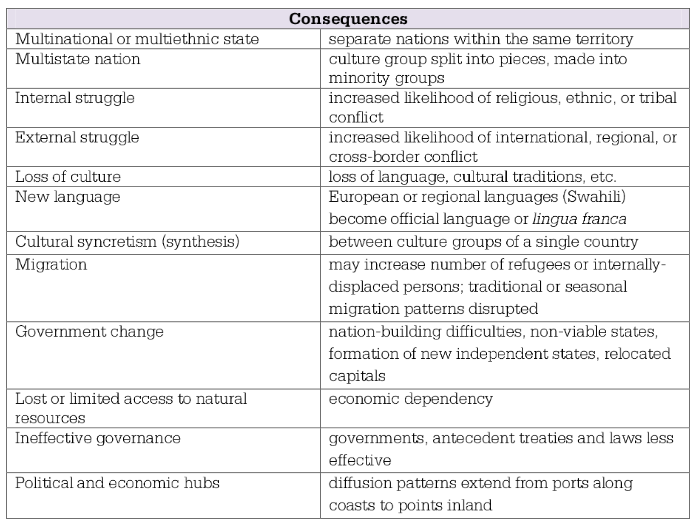 Consequences
Multinational or multiethnic state
separate nations within the same territory
Multistate nation
culture group split into pieces, made into
minority groups
Internal struggle
increased likelihood of religious, ethnic, or tribal
conflict
External struggle
increased likelihood of international, regional, or
cross-border conflict
Loss of culture
loss of language, cultural traditions, etc.
New language
European or regional languages (Swahili)
become official language or lingua franca
Cultural syncretism (synthesis)
between culture groups of a single country
Migration
may increase number of refugees or internally-
displaced persons; traditional or seasonal
migration patterns disrupted
Government change
nation-building difficulties, non-viable states,
formation of new independent states, relocated
capitals
Lost or limited access to natural
resources
economic dependency
Ineffective governance
governments, antecedent treaties and laws less
effective
Political and economic hubs
diffusion patterns extend from ports along
coasts to points inland